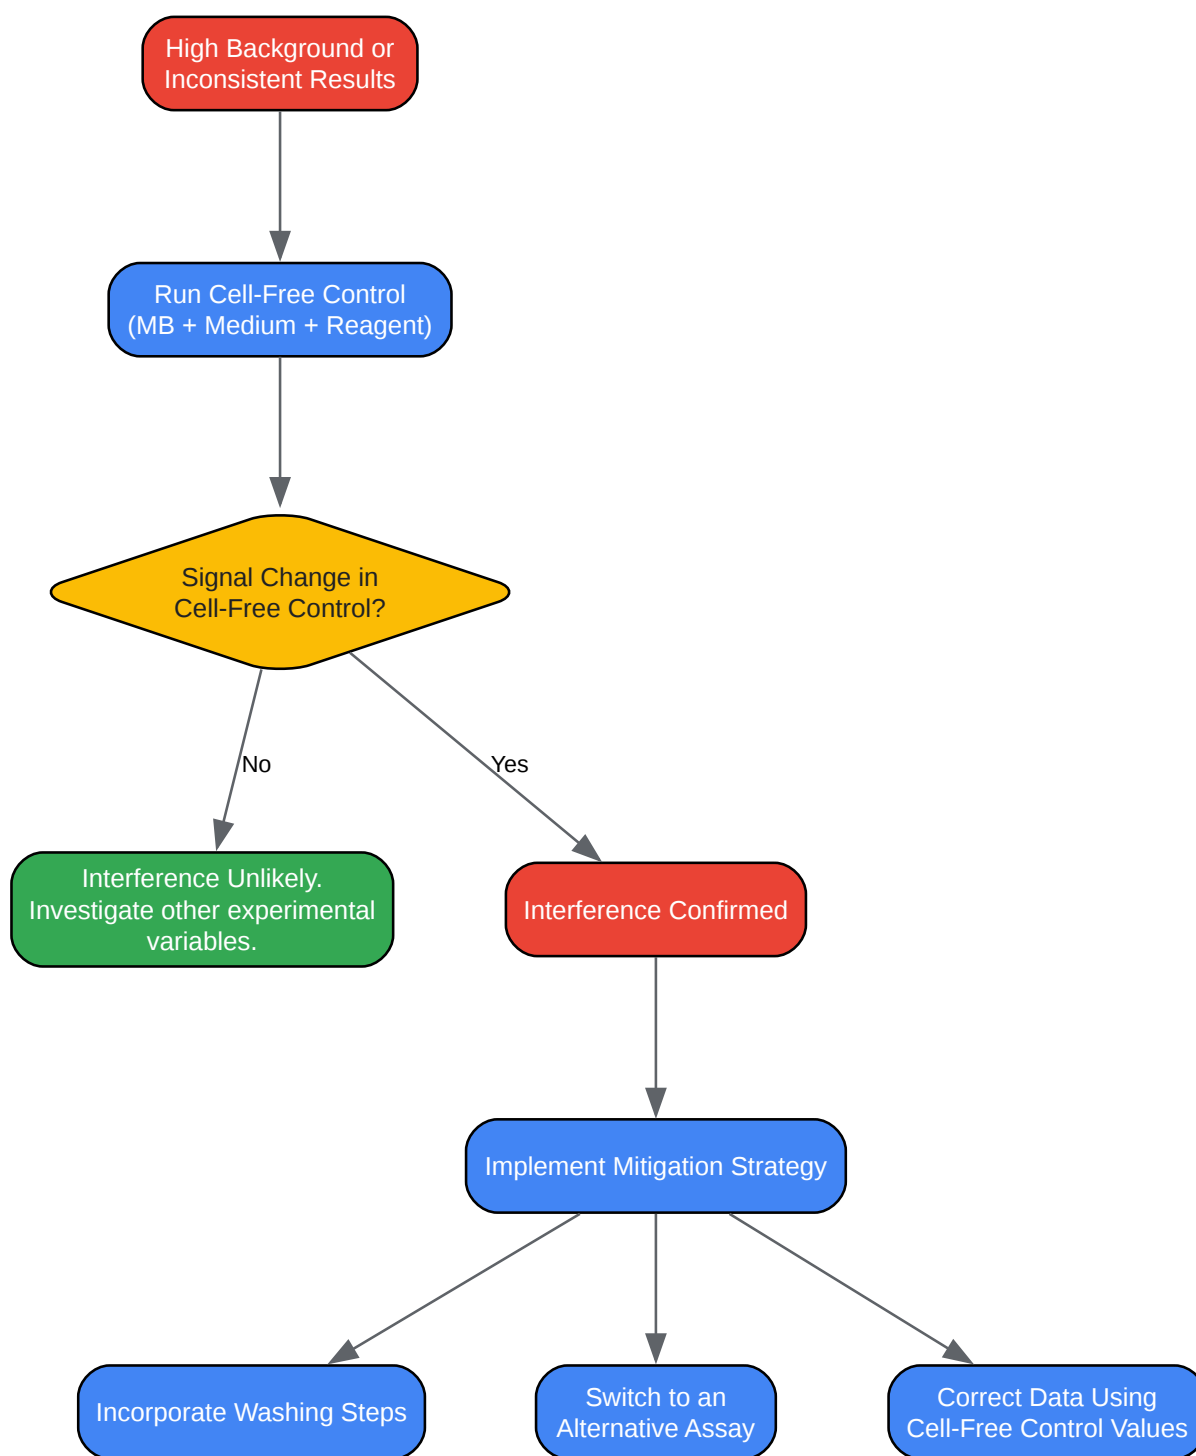 High Background or
Inconsistent Results
Run Cell-Free Control
(MB + Medium + Reagent)
Signal Change in
Cell-Free Control?
No
Yes
Interference Unlikely.
Investigate other experimental
variables.
Interference Confirmed
Implement Mitigation Strategy
Incorporate Washing Steps
Switch to an
Alternative Assay
Correct Data Using
Cell-Free Control Values